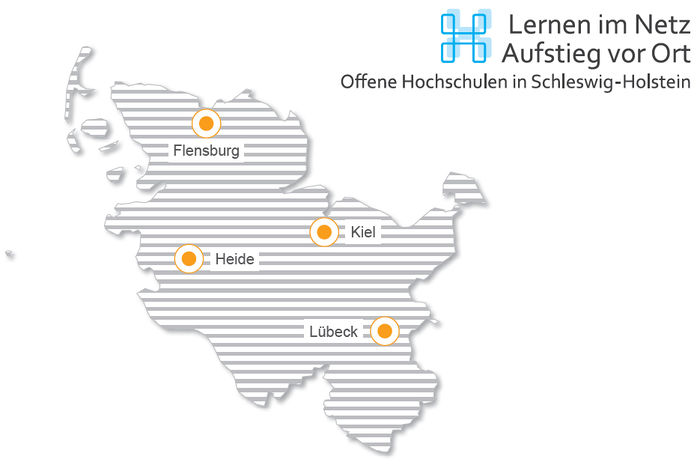 Lernen im Netz
Aufstieg vor Ort
Offene Hochschulen in Schleswig-Holstein
Flensburg
Kiel
Heide
Lübeck